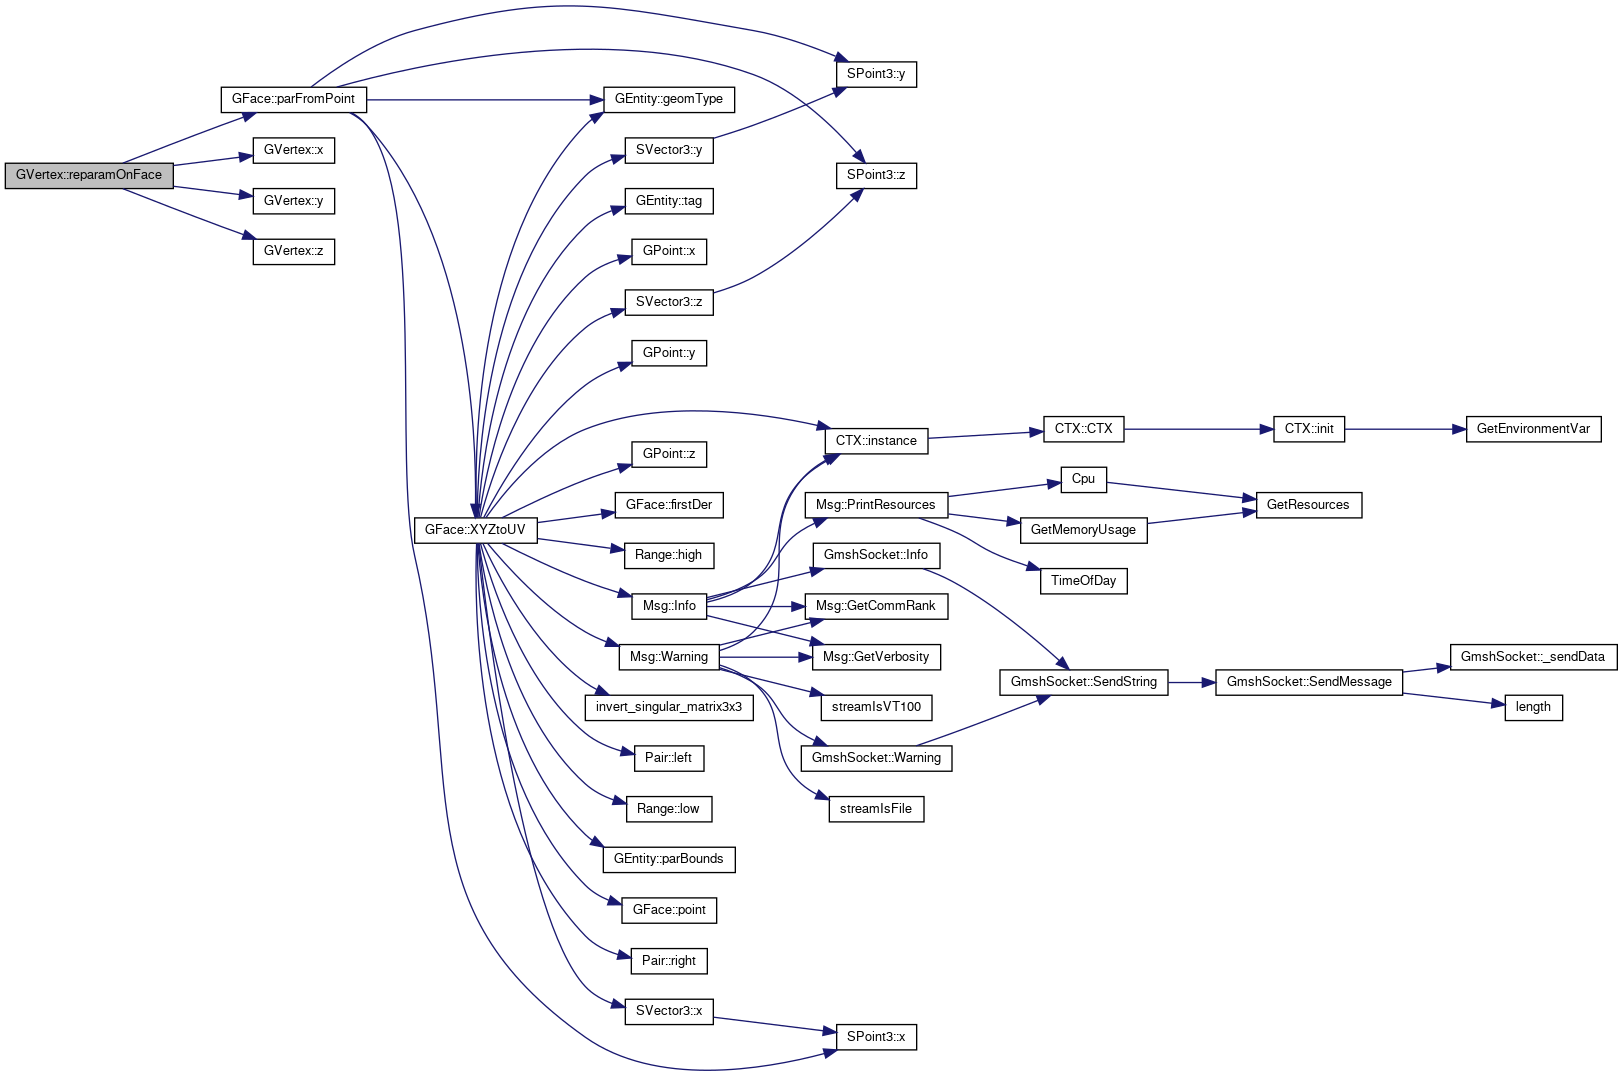 GVertex::reparamOnFace
GFace::parFromPoint
GVertex::x
GVertex::y
GVertex::z
GFace::XYZtoUV
GEntity::geomType
SVector3::y
GEntity::tag
GPoint::x
SVector3::z
GPoint::y
GPoint::z
GFace::firstDer
Range::high
Msg::Info
Msg::Warning
invert_singular_matrix3x3
Pair::left
Range::low
GEntity::parBounds
GFace::point
Pair::right
SVector3::x
SPoint3::y
SPoint3::z
CTX::instance
Msg::PrintResources
GmshSocket::Info
Msg::GetCommRank
Msg::GetVerbosity
streamIsVT100
GmshSocket::Warning
streamIsFile
SPoint3::x
CTX::CTX
Cpu
GetMemoryUsage
TimeOfDay
GmshSocket::SendString
CTX::init
GetResources
GmshSocket::SendMessage
GetEnvironmentVar
GmshSocket::_sendData
length